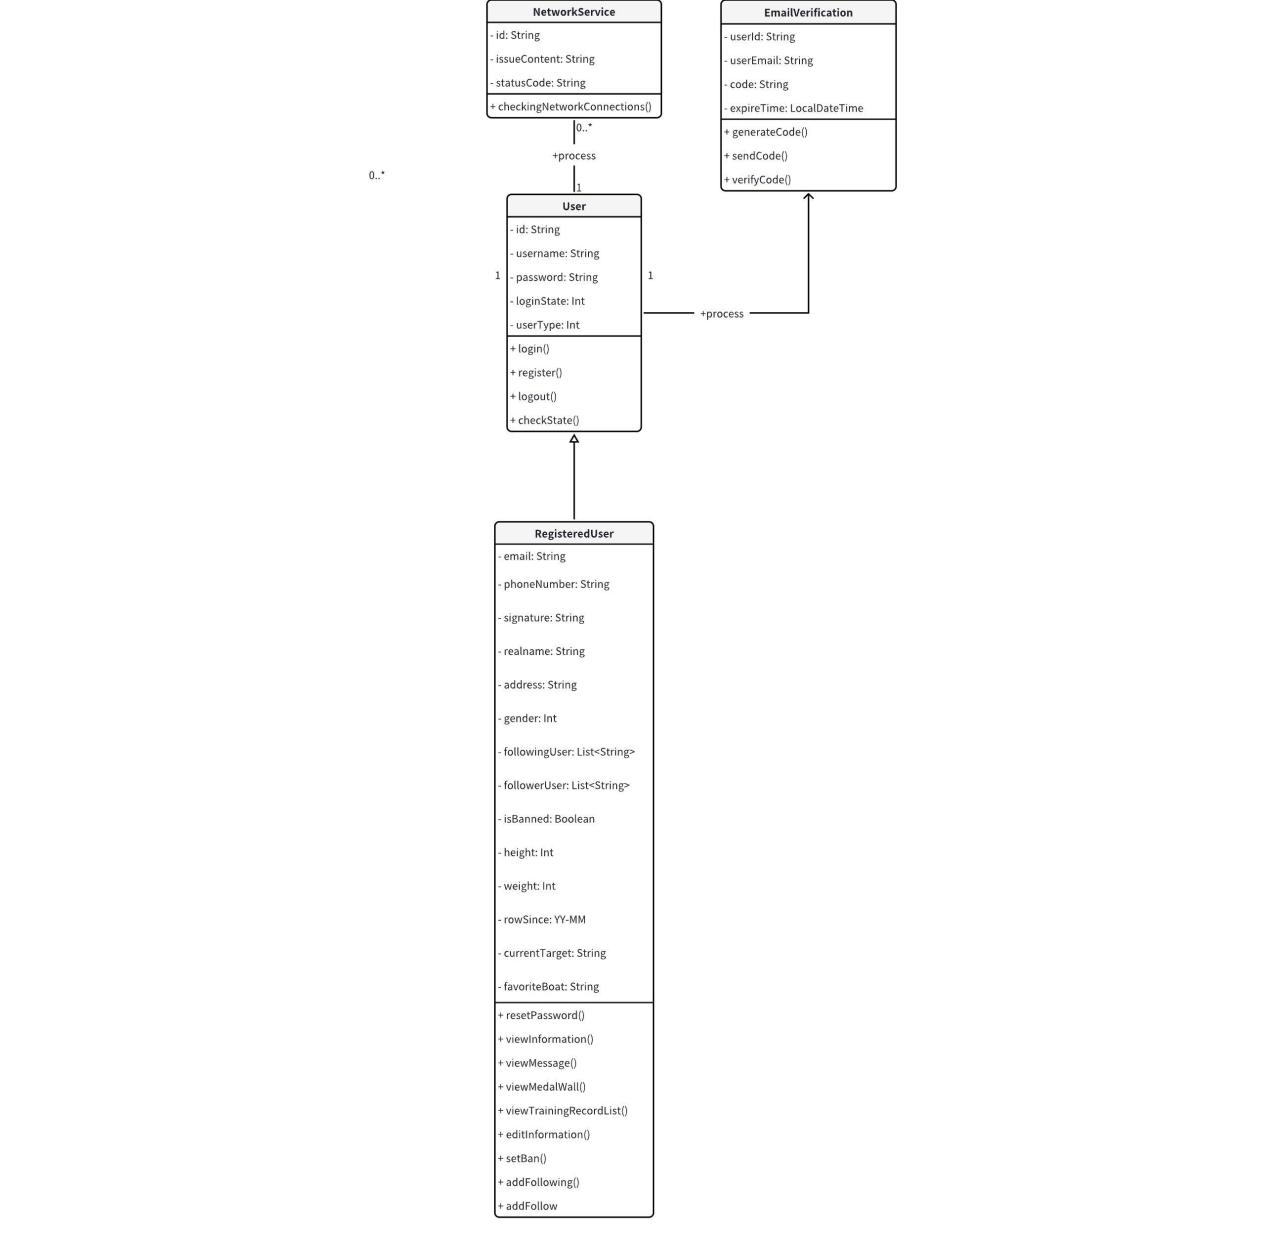 NetworkService
- id: String
- issueContent: String
- statusCode: String
+ checkingNetworkConnections()
EmailVerification
- userId: String
- userEmail: String
- code: String
- expireTime: LocalDateTime
+ generateCode()
+ sendCode()
+ verifyCode()
0..*
+process
1
0..*
User
- id: String
- username: String
- password: String
- loginState: Int
- userType: Int
+ login()
+ register()
+ logout()
+ checkState()
1
1
+process
RegisteredUser
- email: String
- phoneNumber: String
- signature: String
- realname: String
- address: String
- gender: Int
- followingUser: List<String>
- followerUser: List<String>
- isBanned: Boolean
- height: Int
- weight: Int
- rowSince: YY-MM
- currentTarget: String
- favoriteBoat: String
+ resetPassword()
+ viewInformation()
+ viewMessage()
+ viewMedalWall()
+ viewTrainingRecordList()
+ editInformation()
+ setBan()
+ addFollowing()
+ addFollow